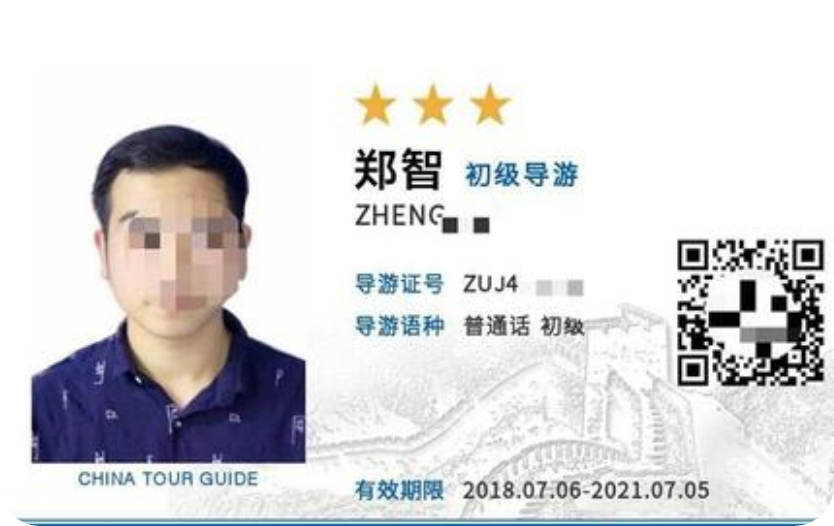 郑智 初级导游
ZHENG
导游证号 ZUJ4
导游语种 普通话 初级
CHINA TOUR GUIDE
有效期限 2018.07.06-2021.07.05